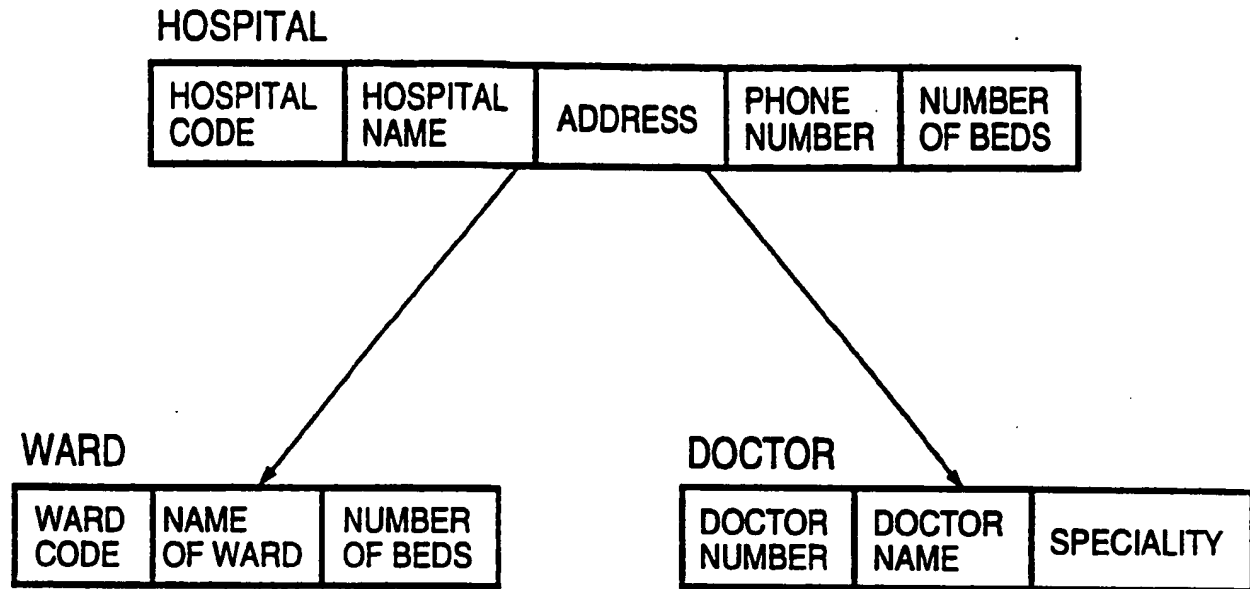 HOSPITAL
HOSPITAL
CODE
HOSPITAL
NAME
ADDRESS
PHONE
NUMBER
NUMBER
OF BEDS
WARD
WARD
CODE
NAME
OF WARD
NUMBER
OF BEDS
DOCTOR
DOCTOR
NUMBER
DOCTOR
NAME
SPECIALITY